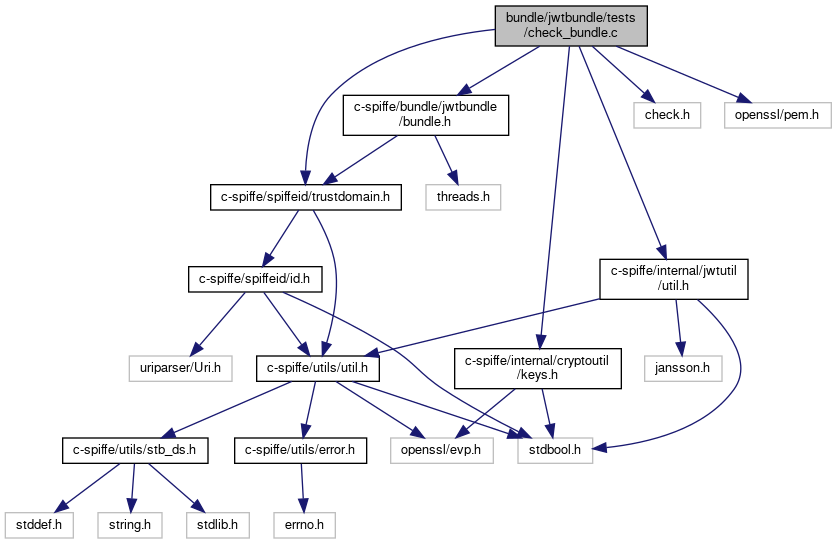 bundle/jwtbundle/tests
/check_bundle.c
c-spiffe/bundle/jwtbundle
/bundle.h
check.h
openssl/pem.h
c-spiffe/spiffeid/trustdomain.h
threads.h
c-spiffe/spiffeid/id.h
c-spiffe/internal/jwtutil
/util.h
uriparser/Uri.h
c-spiffe/utils/util.h
c-spiffe/internal/cryptoutil
/keys.h
jansson.h
c-spiffe/utils/stb_ds.h
c-spiffe/utils/error.h
openssl/evp.h
stdbool.h
stddef.h
string.h
stdlib.h
errno.h